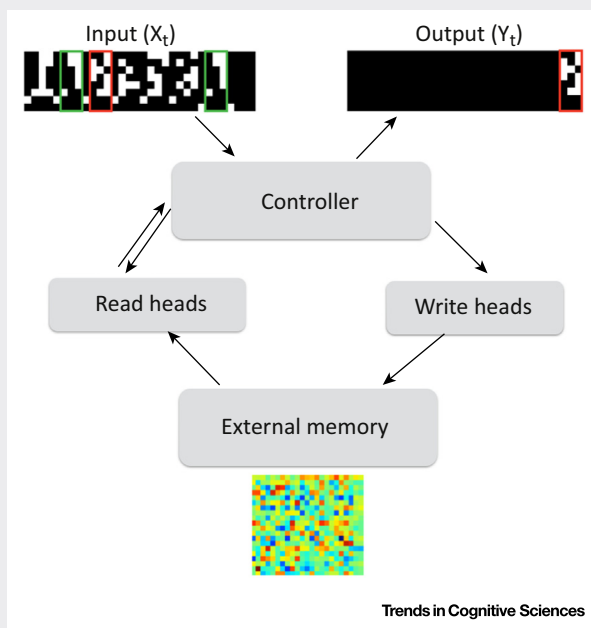 Input (Xt)
Output (Yt)
Controller
Read heads
Write heads
External memory
Trends in Cognitive Sciences